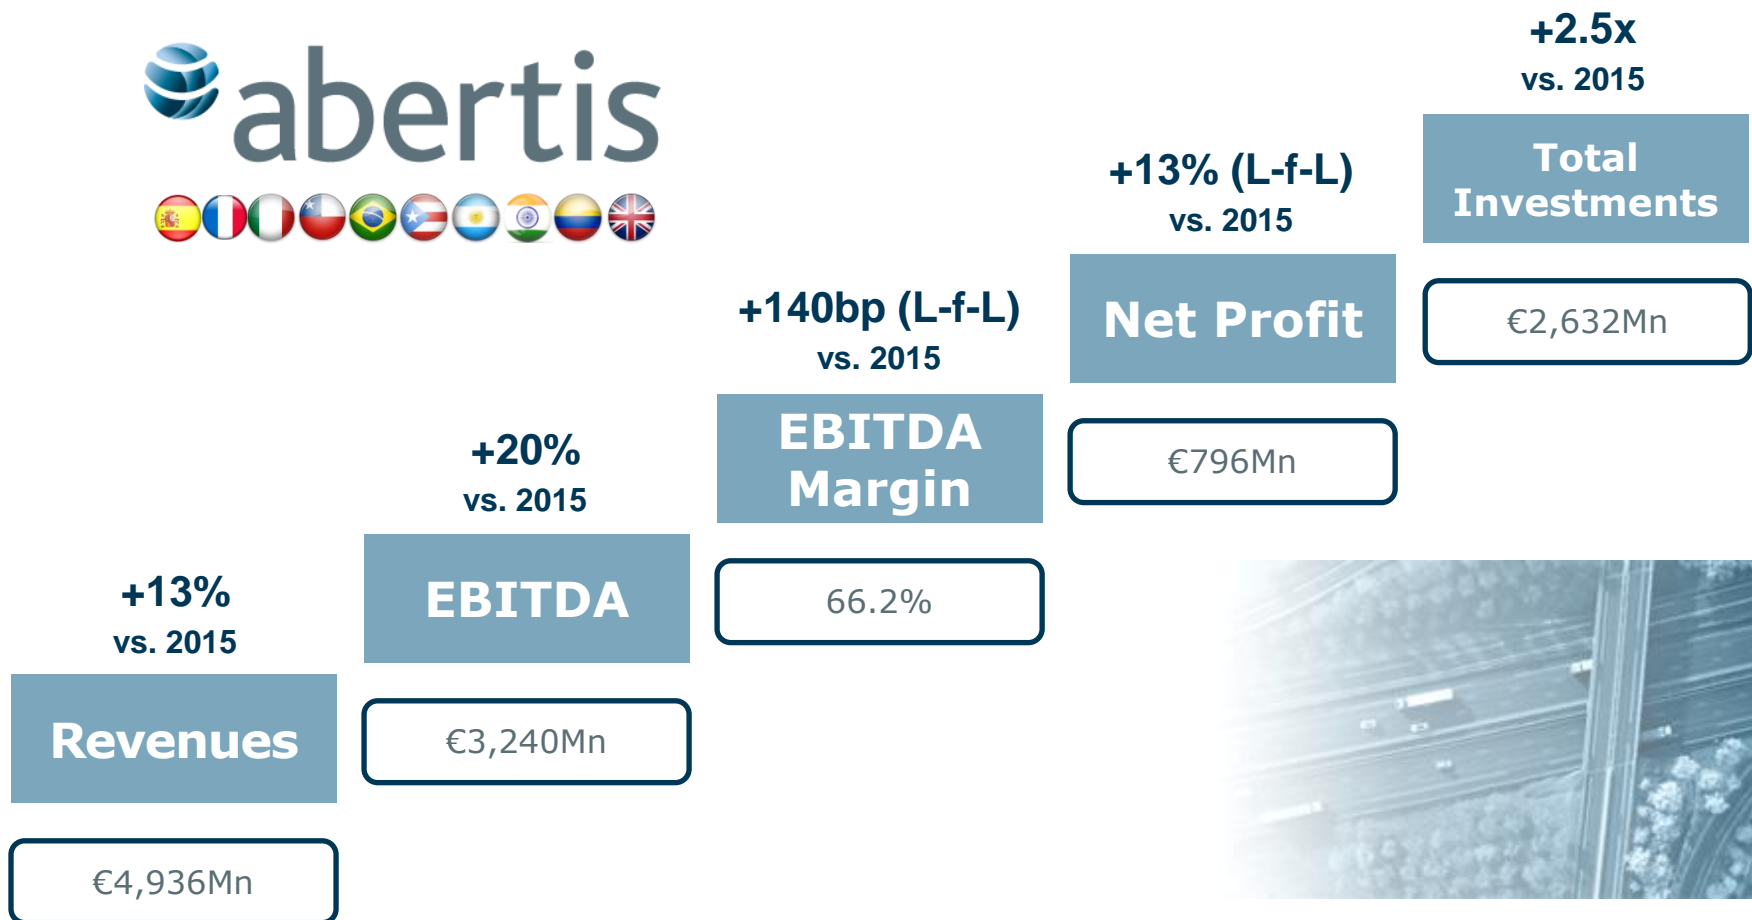 abertis
+13%
vs. 2015
Revenues
€4,936Mn
+20%
vs. 2015
EBITDA
€3,240Mn
+140bp (L-f-L)
vs. 2015
EBITDA
Margin
66.2%
+13% (L-f-L)
vs. 2015
Net Profit
€796Mn
+2.5x
vs. 2015
Total
Investments
€2,632Mn